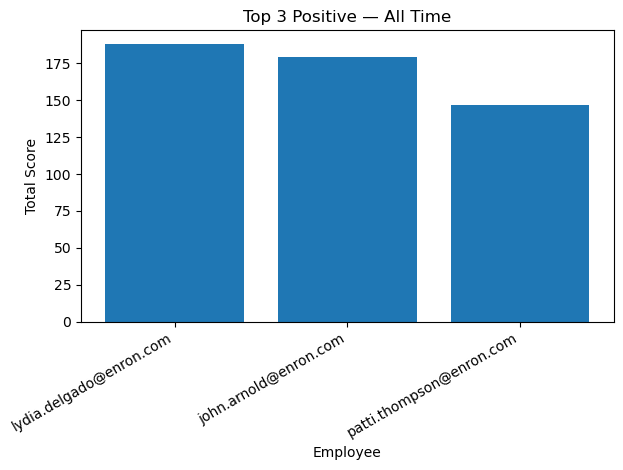 Top 3 Positive — All Time
Total Score
175
150
125
100
75
50
25
0
lydia.delgado@enron.com
john.arnold@enron.com
patti.thompson@enron.com
Employee